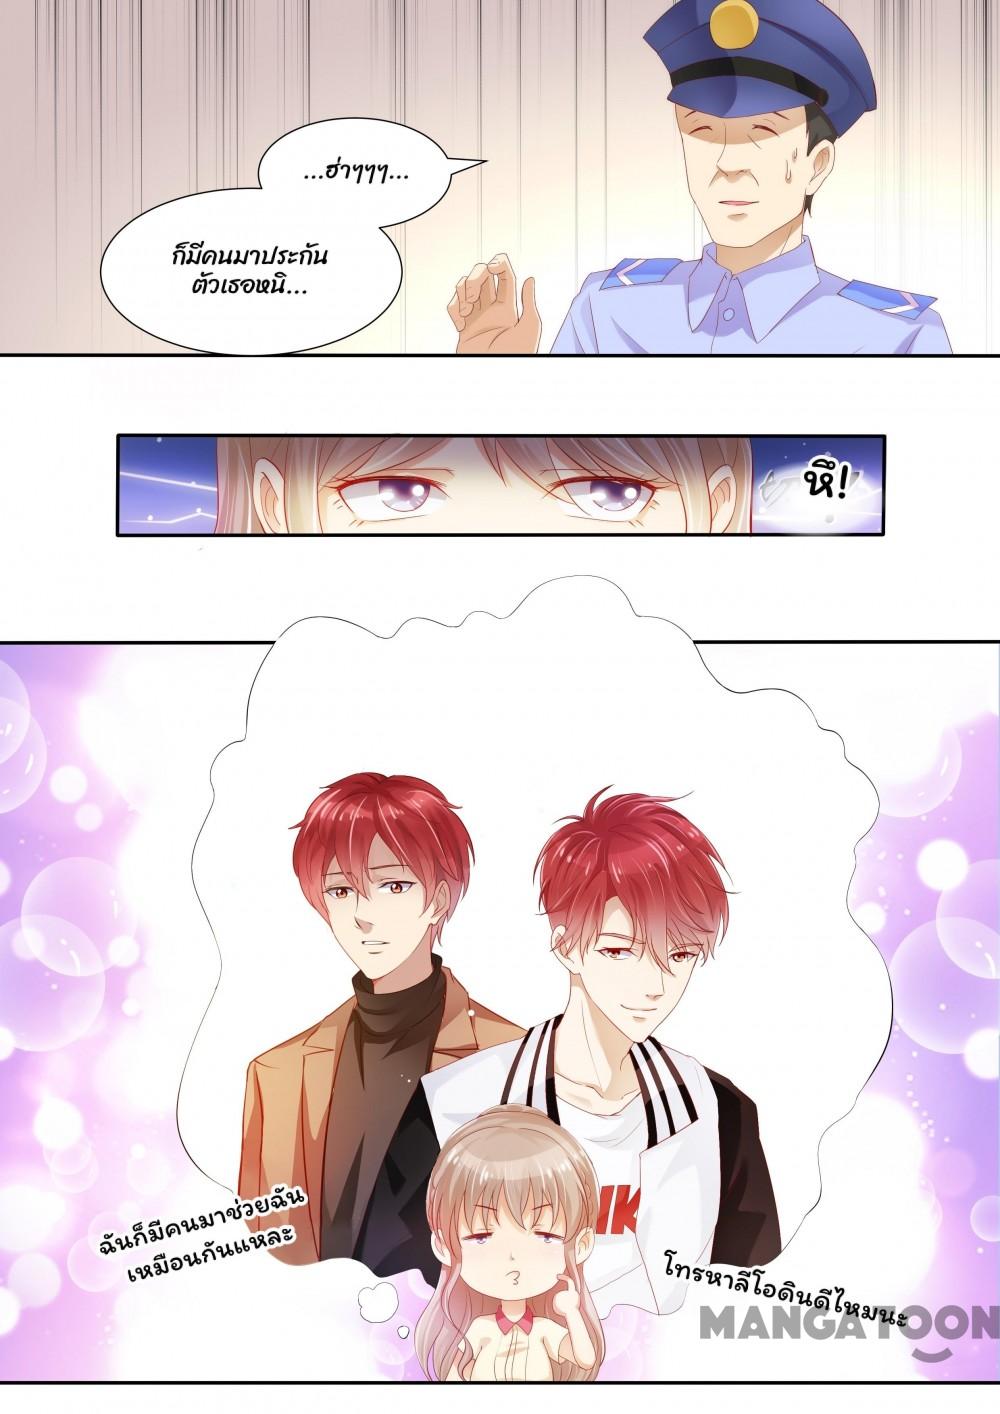 ...ฮ่าๆๆๆ...
ก็มีคนมาประกัน
ตัวเธอหนิ...
หึ!
ฉันก็มีคนมาช่วยฉัน
เหมือนกันแหละ
โทรหาลีโอดินดีไหมนะ
MANGATOON